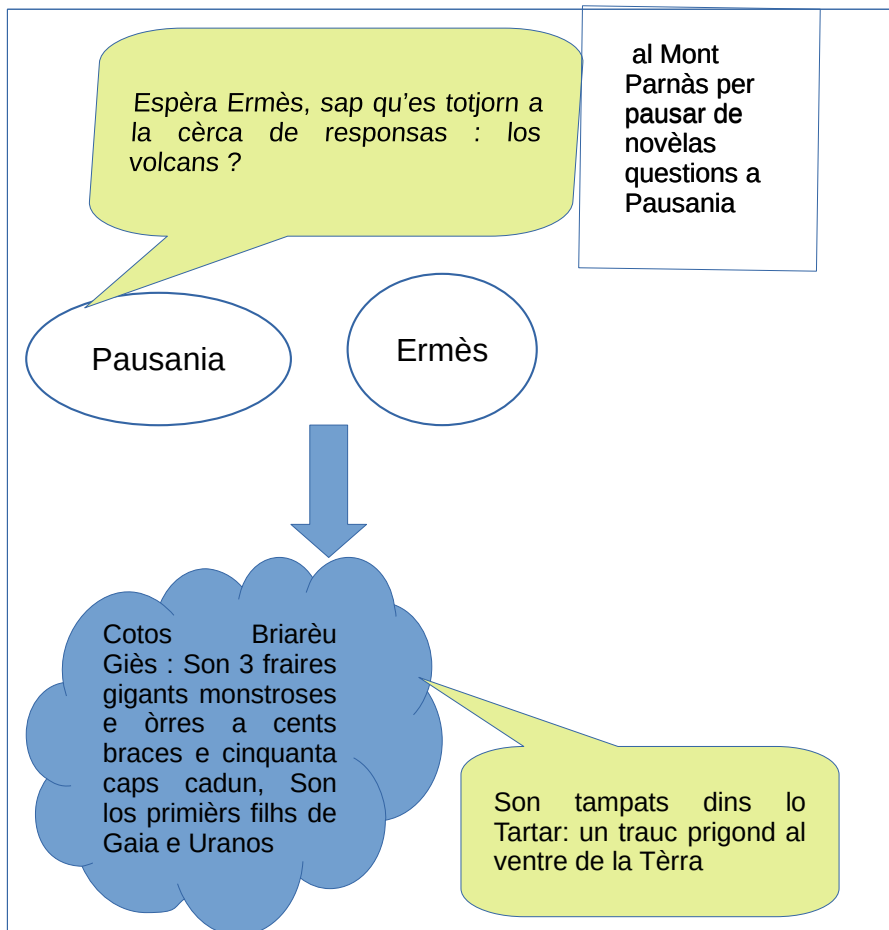 Espèra Ermès, sap qu'es totjorn a
la cèrca de responsas : los
volcans ?
al Mont
Parnàs per
pausar de
novèlas
questions a
Pausania
Pausania
Ermès
Cotos Briarèu
Giès : Son 3 fraires
gigants monstroses
e òrres a cents
braces e cinquanta
caps cadun, Son
los primièrs filhs de
Gaia e Uranos
Son tampats dins lo
Tartar: un trauc prigond al
ventre de la Tèrra